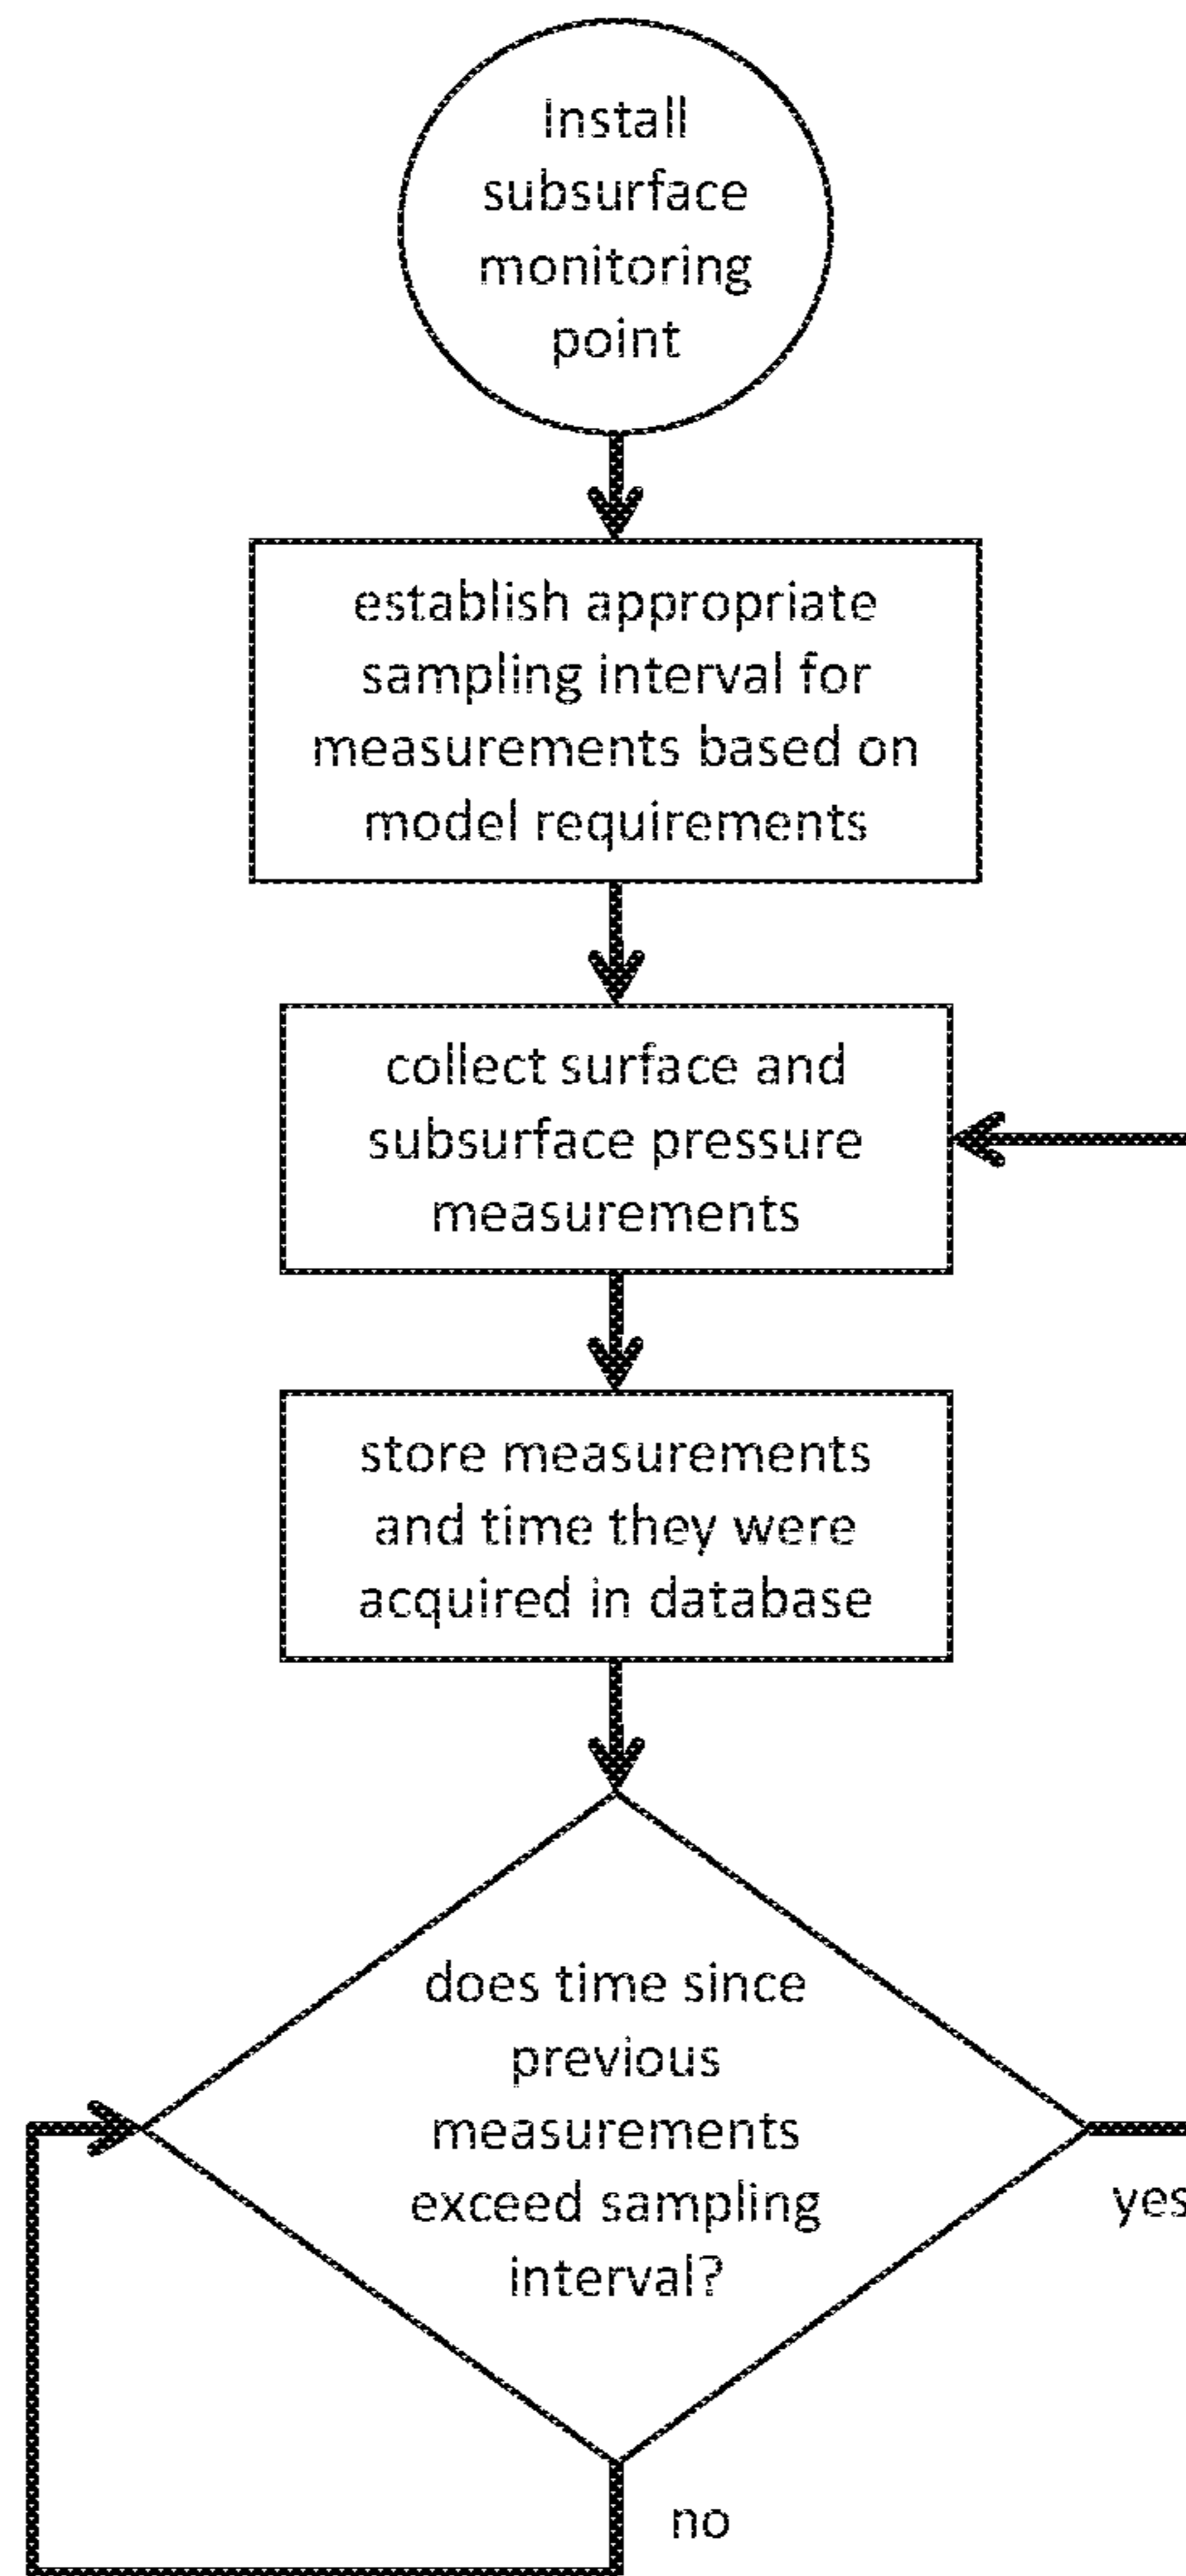 Install
subsurface
monitoring
point
establish appropriate
sampling interval for
measurements based on
model requirements
collect surface and
subsurface pressure
measurements
store measurements
and time they were
acquired in database
does time since
previous
measurements
exceed sampling
interval?
yes
no